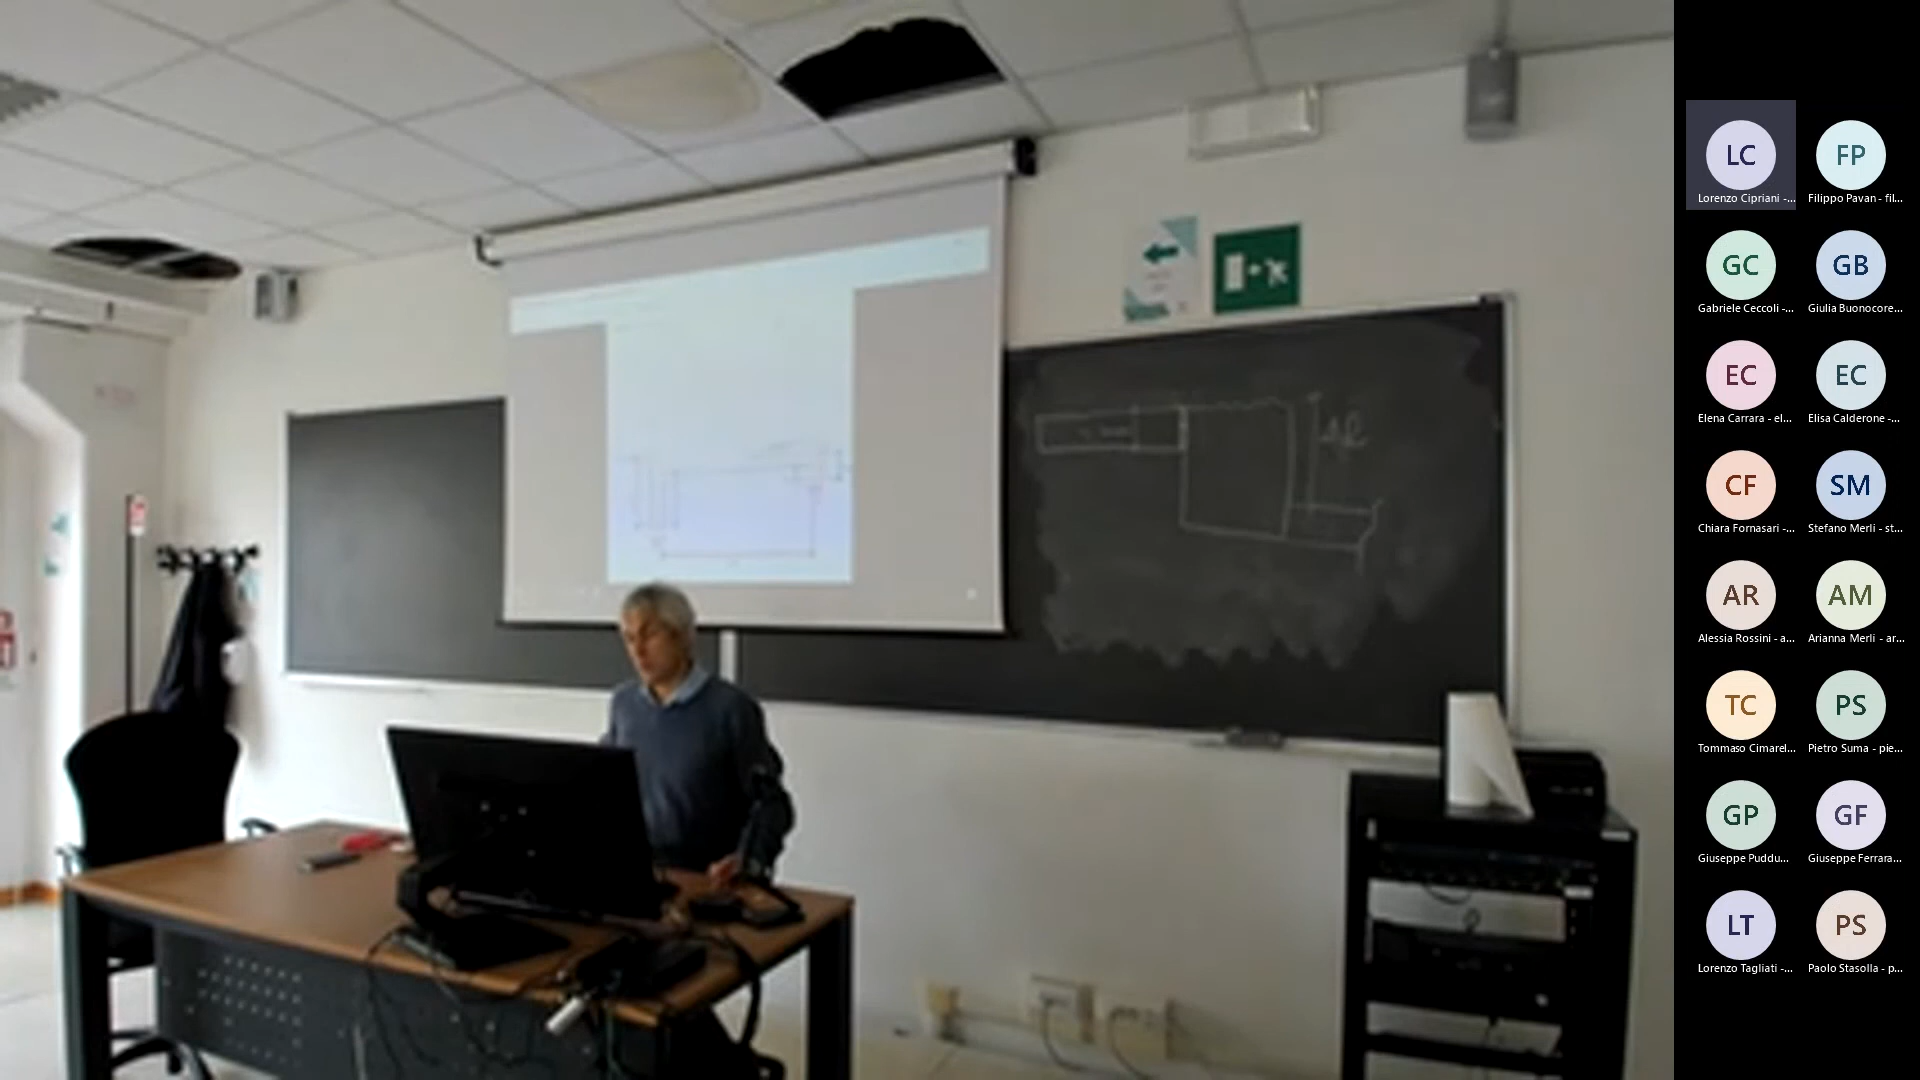 LC
FP
Lorenzo Cipriani -...
Filippo Pavan - fil...
GC
GB
Gabriele Ceccoli -...
Giulia Buonocore...
EC
EC
Elena Carrara - el...
Elisa Calderone -...
CF
SM
Chiara Fornasari -...
Stefano Merli - st...
AR
AM
Alessia Rossini - a...
Arianna Merli - ar...
TC
PS
Tommaso Cimarel...
Pietro Suma - pie...
GP
GF
Giuseppe Puddu...
Giuseppe Ferrara...
LT
PS
Lorenzo Tagliati -...
Paolo Stasolla - p...